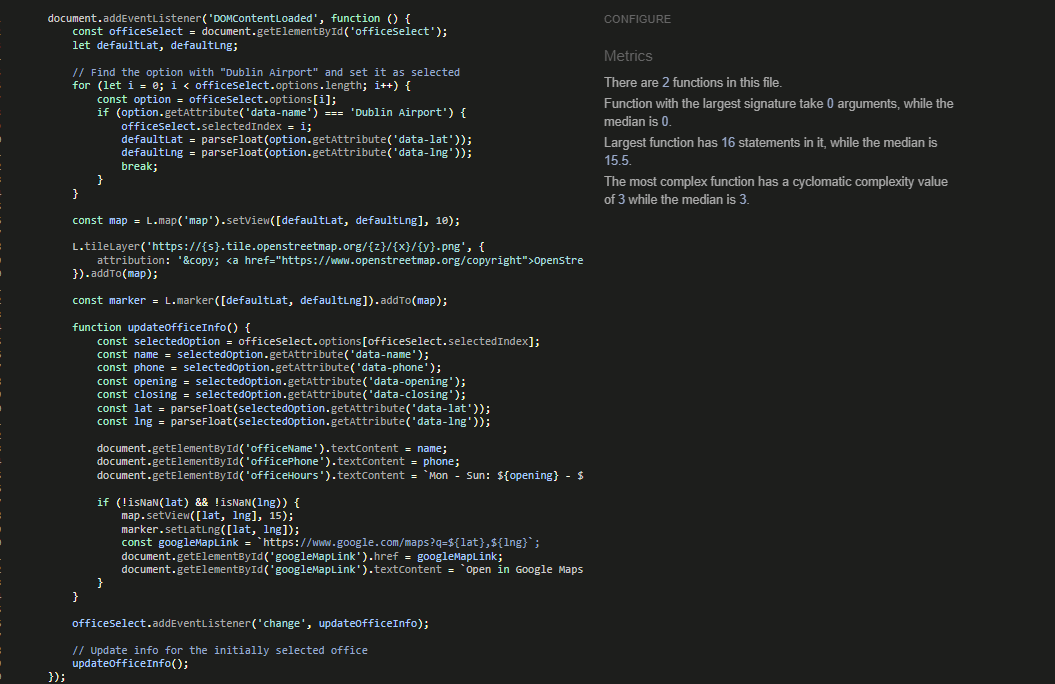 document.addEventListener('DOMContentLoaded', function () {
const officeSelect = document.getElementById('officeSelect');
let defaultLat, defaultLng;
// Find the option with "Dublin Airport" and set it as selected
for (let i = 0; i < officeSelect.options.length; i++) {
const option = officeSelect.options[i];
if (option.getAttribute('data-name') === 'Dublin Airport') {
officeSelect.selectedIndex = i;
defaultLat = parseFloat(option.getAttribute('data-lat'));
defaultLng = parseFloat(option.getAttribute('data-lng'));
break;
}
}
const map = L.map('map').setView([defaultLat, defaultLng], 10);
L.tileLayer('https://{s}.tile.openstreetmap.org/{z}/{x}/{y}.png', {
attribution: '&copy; <a href="https://www.openstreetmap.org/copyright">OpenStre
}).addTo(map);
const marker = L.marker([defaultLat, defaultLng]).addTo(map);
function updateOfficeInfo() {
const selectedOption = officeSelect.options[officeSelect.selectedIndex];
const name = selectedOption.getAttribute('data-name');
const phone = selectedOption.getAttribute('data-phone');
const opening = selectedOption.getAttribute('data-opening');
const closing = selectedOption.getAttribute('data-closing');
const lat = parseFloat(selectedOption.getAttribute('data-lat'));
const lng = parseFloat(selectedOption.getAttribute('data-lng'));
document.getElementById('officeName').textContent = name;
document.getElementById('officePhone').textContent = phone;
document.getElementById('officeHours').textContent = `Mon - Sun: ${opening} - $
if (!isNaN(lat) && !isNaN(lng)) {
map.setView([lat, lng], 15);
marker.setLatLng([lat, lng]);
const googleMapLink = `https://www.google.com/maps?q=${lat},${lng}`;
document.getElementById('googleMapLink').href = googleMapLink;
document.getElementById('googleMapLink').textContent = `Open in Google Maps
}
}
officeSelect.addEventListener('change', updateOfficeInfo);
// Update info for the initially selected office
updateOfficeInfo();
});
CONFIGURE
Metrics
There are 2 functions in this file.
Function with the largest signature take 0 arguments, while the
median is 0.
Largest function has 16 statements in it, while the median is
15.5.
The most complex function has a cyclomatic complexity value
of 3 while the median is 3.